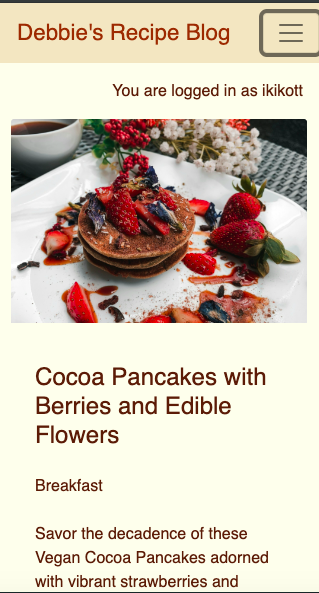 Debbie's Recipe Blog
You are logged in as ikikott
Cocoa Pancakes with
Berries and Edible
Flowers
Breakfast
Savor the decadence of these
Vegan Cocoa Pancakes adorned
with vibrant strawberries and